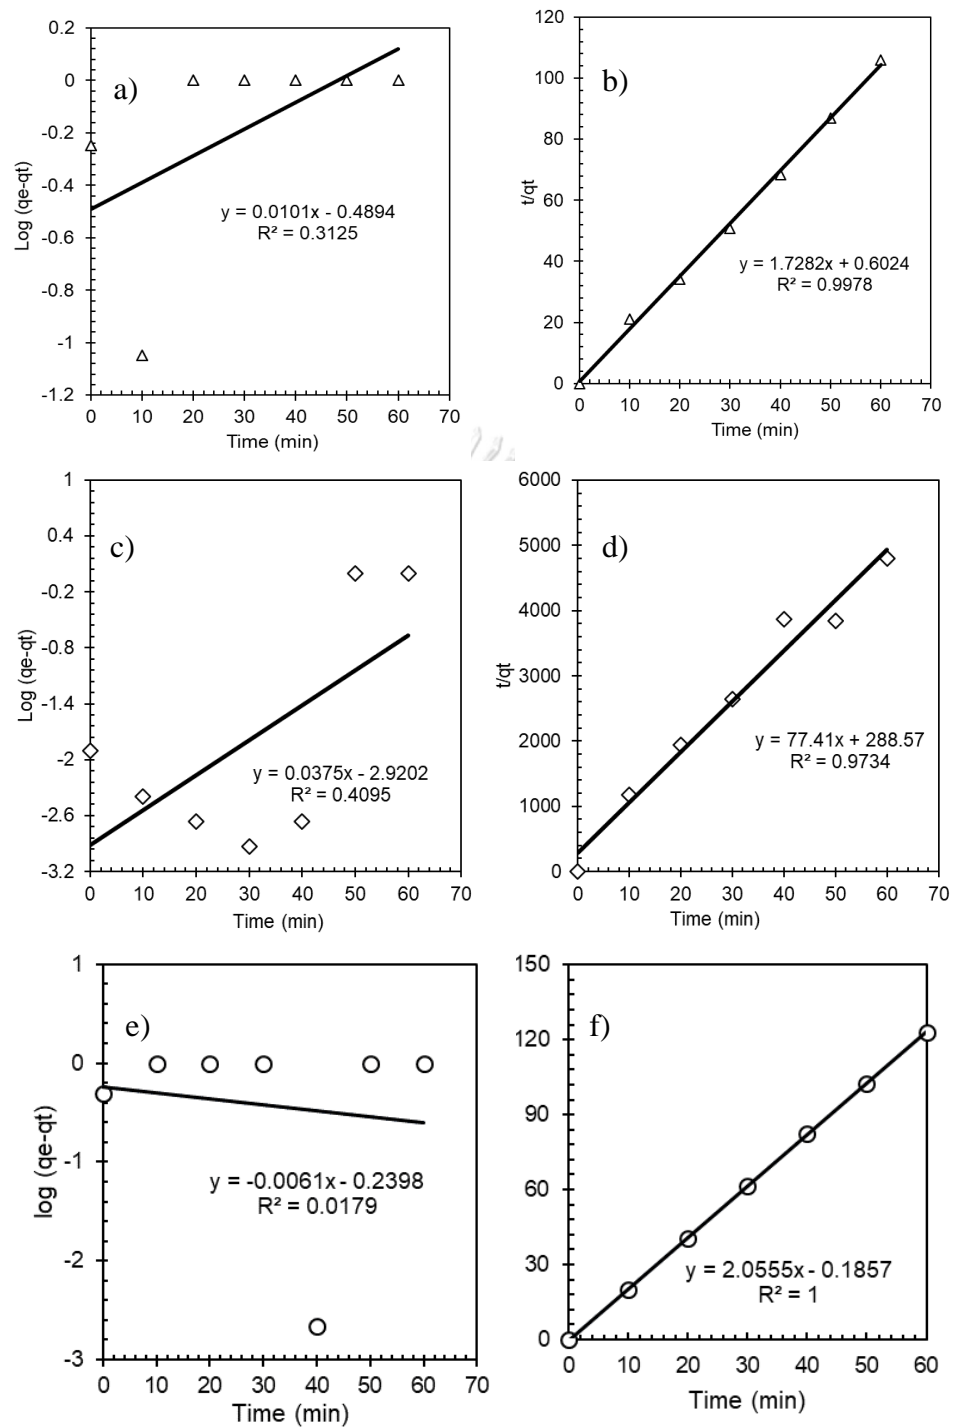 a)
0.2
0
-0.2
-0.4
-0.6
-0.8
-1
-1.2
Log (qe-qt)
y = 0.0101x - 0.4894
R² = 0.3125
0 10 20 30 40 50 60 70
Time (min)
b)
120
100
80
60
40
20
0
t/qt
y = 1.7282x + 0.6024
R² = 0.9978
0 10 20 30 40 50 60 70
Time (min)
c)
1
0.4
-0.2
-0.8
-1.4
-2
-2.6
-3.2
Log (qe-qt)
y = 0.0375x - 2.9202
R² = 0.4095
0 10 20 30 40 50 60 70
Time (min)
d)
6000
5000
4000
3000
2000
1000
0
t/qt
y = 77.41x + 288.57
R² = 0.9734
0 10 20 30 40 50 60 70
Time (min)
e)
1
0
-1
-2
-3
log (qe-qt)
y = -0.0061x - 0.2398
R² = 0.0179
0 10 20 30 40 50 60 70
Time (min)
f)
150
120
90
60
30
0
y = 2.0555x - 0.1857
R² = 1
0 10 20 30 40 50 60
Time (min)